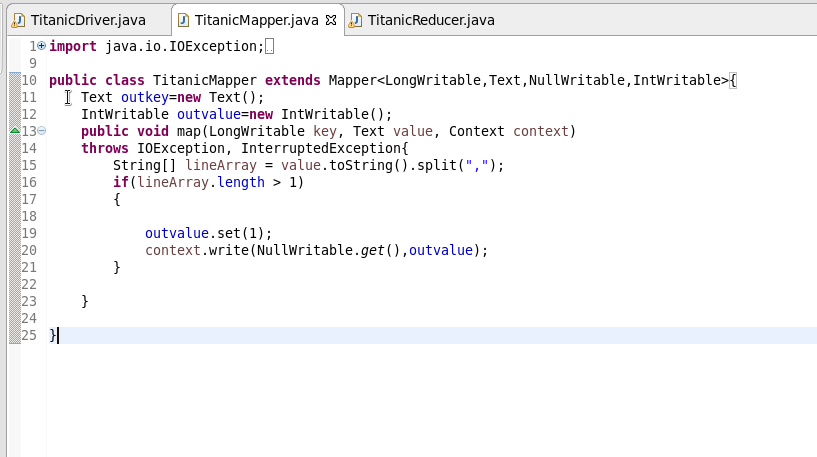 TitanicDriver.java TitanicMapper.java TitanicReducer.java
1 import java.io.IOException;
9
10 public class TitanicMapper extends Mapper<LongWritable,Text,NullWritable,IntWritable>{
11 Text outkey=new Text();
12 IntWritable outvalue=new IntWritable();
13 public void map(LongWritable key, Text value, Context context)
14 throws IOException, InterruptedException{
15 String[] lineArray = value.toString().split(",");
16 if(lineArray.length > 1)
17 {
18
19 outvalue.set(1);
20 context.write(NullWritable.get(),outvalue);
21 }
22
23 }
24
25 }